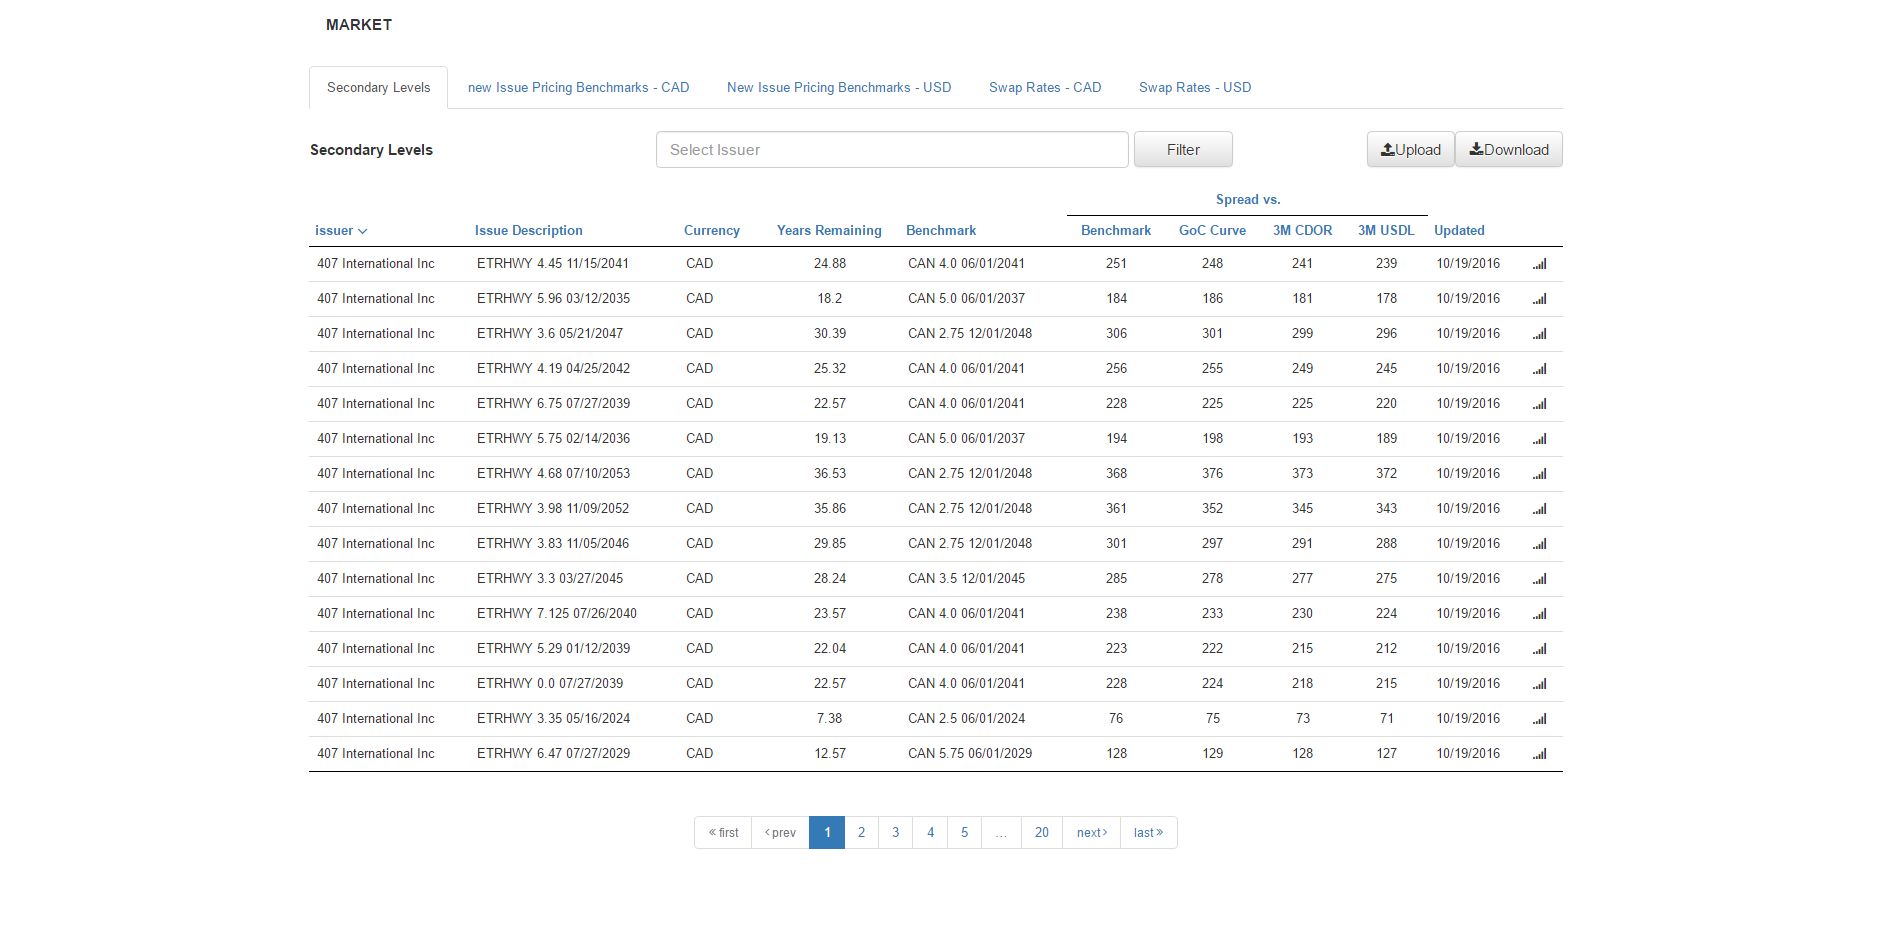 MARKET
Secondary Levels new Issue Pricing Benchmarks - CAD New Issue Pricing Benchmarks - USD Swap Rates - CAD Swap Rates - USD
Secondary Levels Select Issuer Filter Upload Download
Spread vs.
issuer Issue Description Currency Years Remaining Benchmark Benchmark GoC Curve 3M CDOR 3M USDL Updated
407 International Inc ETRHWY 4.45 11/15/2041 CAD 24.88 CAN 4.0 06/01/2041 251 248 241 239 10/19/2016
407 International Inc ETRHWY 5.96 03/12/2035 CAD 18.2 CAN 5.0 06/01/2037 184 186 181 178 10/19/2016
407 International Inc ETRHWY 3.6 05/21/2047 CAD 30.39 CAN 2.75 12/01/2048 306 301 299 296 10/19/2016
407 International Inc ETRHWY 4.19 04/25/2042 CAD 25.32 CAN 4.0 06/01/2041 256 255 249 245 10/19/2016
407 International Inc ETRHWY 6.75 07/27/2039 CAD 22.57 CAN 4.0 06/01/2041 228 225 225 220 10/19/2016
407 International Inc ETRHWY 5.75 02/14/2036 CAD 19.13 CAN 5.0 06/01/2037 194 198 193 189 10/19/2016
407 International Inc ETRHWY 4.68 07/10/2053 CAD 36.53 CAN 2.75 12/01/2048 368 376 373 372 10/19/2016
407 International Inc ETRHWY 3.98 11/09/2052 CAD 35.86 CAN 2.75 12/01/2048 361 352 345 343 10/19/2016
407 International Inc ETRHWY 3.83 11/05/2046 CAD 29.85 CAN 2.75 12/01/2048 301 297 291 288 10/19/2016
407 International Inc ETRHWY 3.3 03/27/2045 CAD 28.24 CAN 3.5 12/01/2045 285 278 277 275 10/19/2016
407 International Inc ETRHWY 7.125 07/26/2040 CAD 23.57 CAN 4.0 06/01/2041 238 233 230 224 10/19/2016
407 International Inc ETRHWY 5.29 01/12/2039 CAD 22.04 CAN 4.0 06/01/2041 223 222 215 212 10/19/2016
407 International Inc ETRHWY 0.0 07/27/2039 CAD 22.57 CAN 4.0 06/01/2041 228 224 218 215 10/19/2016
407 International Inc ETRHWY 3.35 05/16/2024 CAD 7.38 CAN 2.5 06/01/2024 76 75 73 71 10/19/2016
407 International Inc ETRHWY 6.47 07/27/2029 CAD 12.57 CAN 5.75 06/01/2029 128 129 128 127 10/19/2016
« first ‹ prev 1 2 3 4 5 ... 20 next › last »